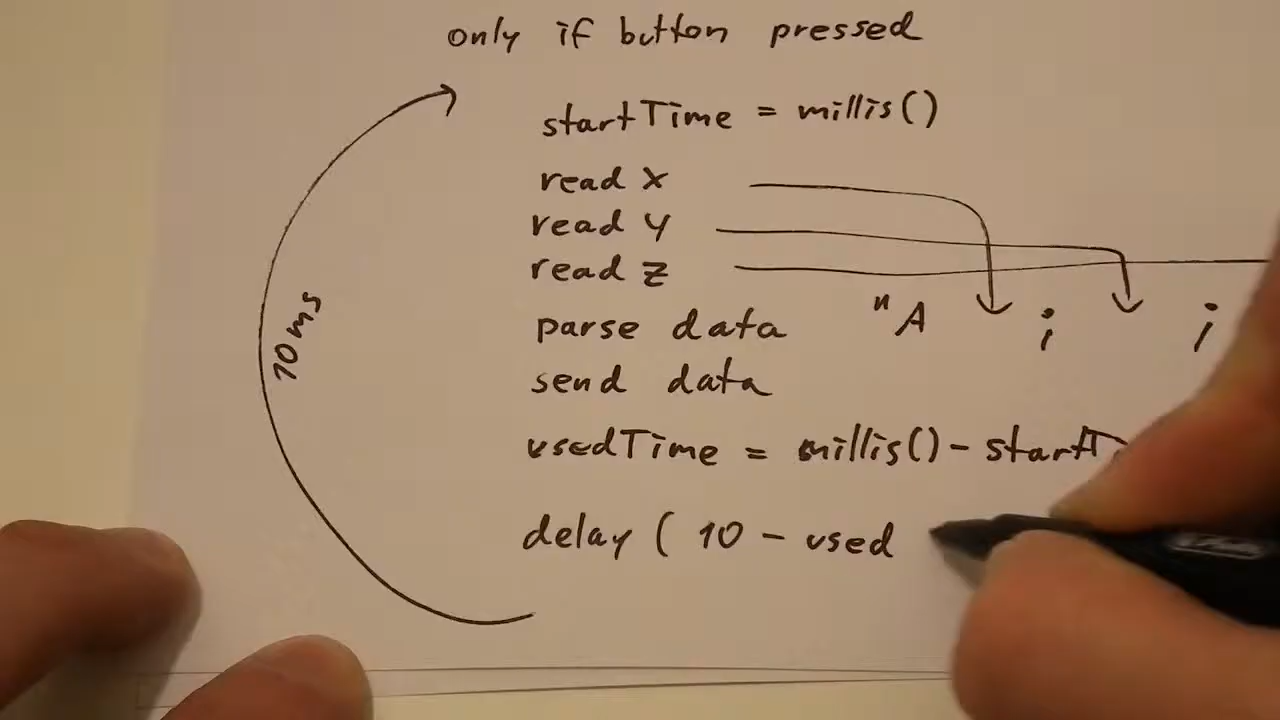 only if button pressed
startTime = millis()
read x
read y
read z
10ms
"A ; ;
parse data
send data
usedTime = millis() - startT
delay ( 10 - used